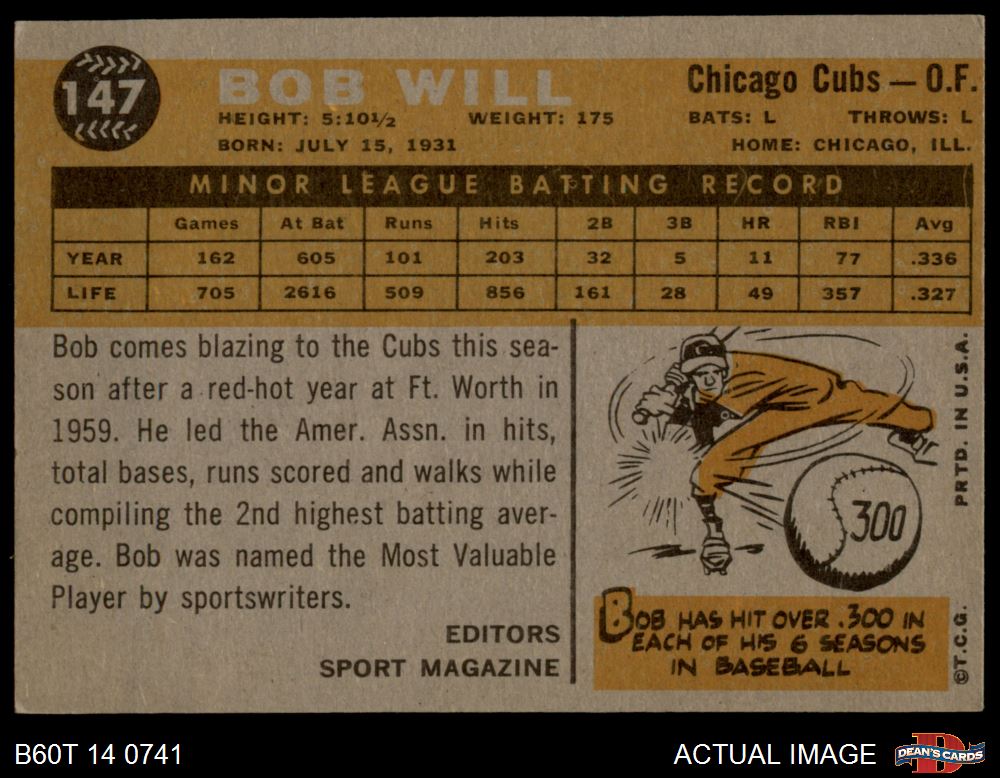 147
BOB WILL
Chicago Cubs — O.F.
HEIGHT: 5:10½ WEIGHT: 175 BATS: L THROWS: L
BORN: JULY 15, 1931 HOME: CHICAGO, ILL.
MINOR LEAGUE BATTING RECORD
Games At Bat Runs Hits 2B 3B HR RBI Avg
YEAR 162 605 101 203 32 5 11 77 .336
LIFE 705 2616 509 856 161 28 49 357 .327
Bob comes blazing to the Cubs this sea-
son after a red-hot year at Ft. Worth in
1959. He led the Amer. Assn. in hits,
total bases, runs scored and walks while
compiling the 2nd highest batting aver-
age. Bob was named the Most Valuable
Player by sportswriters.
EDITORS
SPORT MAGAZINE
300
BOB HAS HIT OVER .300 IN
EACH OF HIS 6 SEASONS
IN BASEBALL
PRTD. IN U.S.A.
©T.C.G.
B60T 14 0741
ACTUAL IMAGE
DEAN'S CARDS